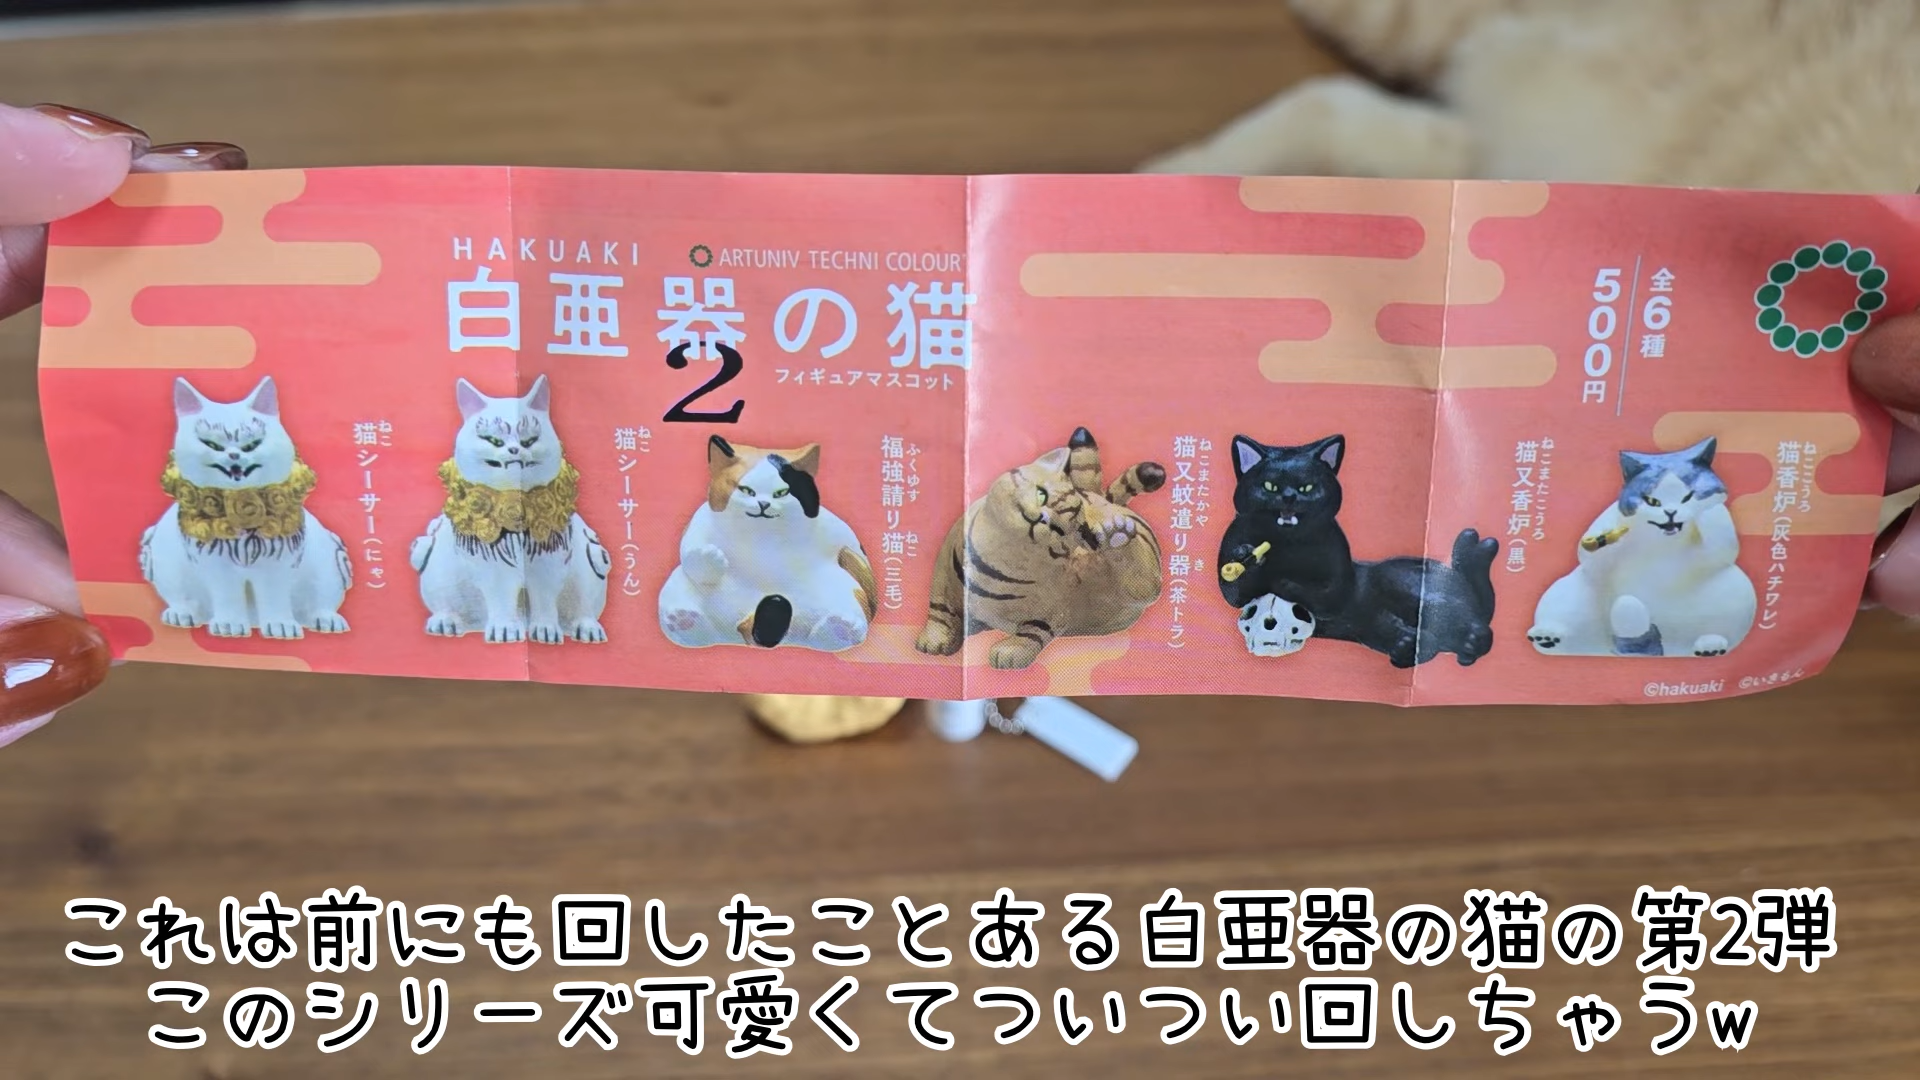 HAKUAKI
ARTUNIV TECHNI COLOUR
白亜器の猫
2
フィギュアマスコット
全6種
500円
猫シーサー(にゃ)
ねこ
猫シーサー(うん)
ねこ
福強請り猫(三毛)
ふくゆす ねこ
猫又蚊遣り器(茶トラ)
ねこまたかや き
猫又香炉(黒)
ねこまたこうろ
猫香炉(灰色ハチワレ)
ねここうろ
©hakuaki ©いきもん
これは前にも回したことある白亜器の猫の第2弾
このシリーズ可愛くてついつい回しちゃうw